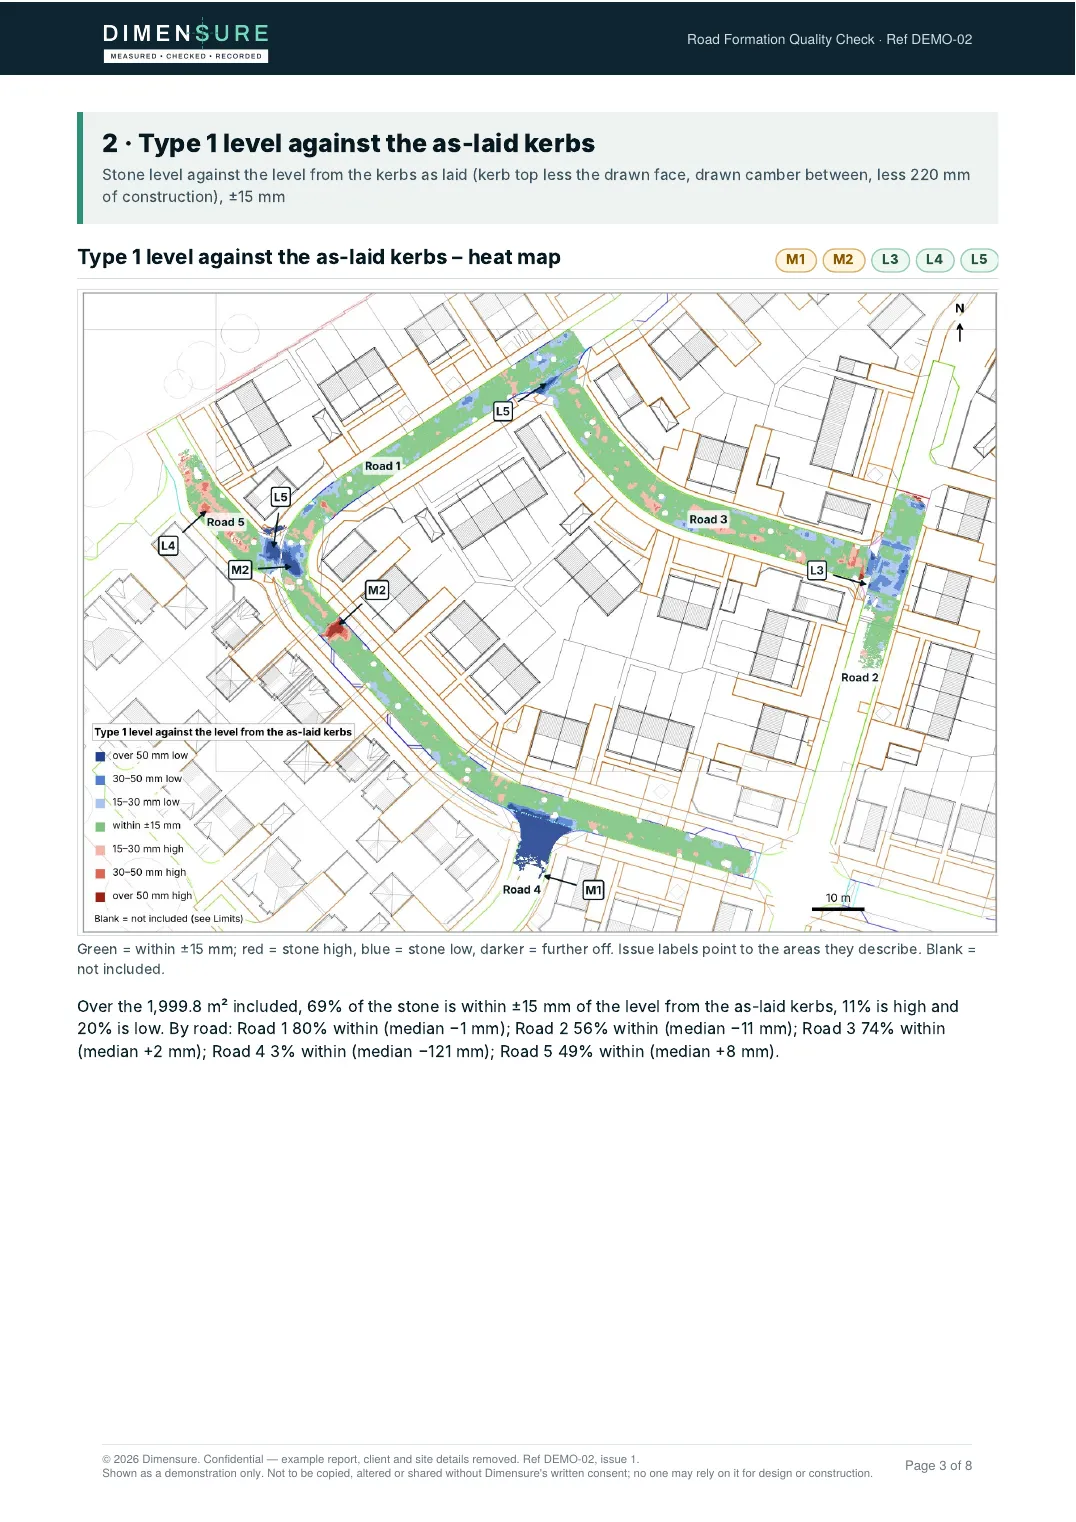 DIMENSURE
MEASURED • CHECKED • RECORDED
Road Formation Quality Check · Ref DEMO-02
2 · Type 1 level against the as-laid kerbs
Stone level against the level from the kerbs as laid (kerb top less the drawn face, drawn camber between, less 220 mm
of construction), ±15 mm
Type 1 level against the as-laid kerbs – heat map
M1 M2 L3 L4 L5
N
L5
Road 1
L5
Road 5
Road 3
L4
M2
L3
M2
Road 2
Type 1 level against the level from the as-laid kerbs
over 50 mm low
30–50 mm low
15–30 mm low
within ±15 mm
15–30 mm high
30–50 mm high
over 50 mm high
Blank = not included (see Limits)
Road 4
M1
10 m
Green = within ±15 mm; red = stone high, blue = stone low, darker = further off. Issue labels point to the areas they describe. Blank =
not included.
Over the 1,999.8 m² included, 69% of the stone is within ±15 mm of the level from the as-laid kerbs, 11% is high and
20% is low. By road: Road 1 80% within (median −1 mm); Road 2 56% within (median −11 mm); Road 3 74% within
(median +2 mm); Road 4 3% within (median −121 mm); Road 5 49% within (median +8 mm).
© 2026 Dimensure. Confidential — example report, client and site details removed. Ref DEMO-02, issue 1.
Shown as a demonstration only. Not to be copied, altered or shared without Dimensure's written consent; no one may rely on it for design or construction.
Page 3 of 8